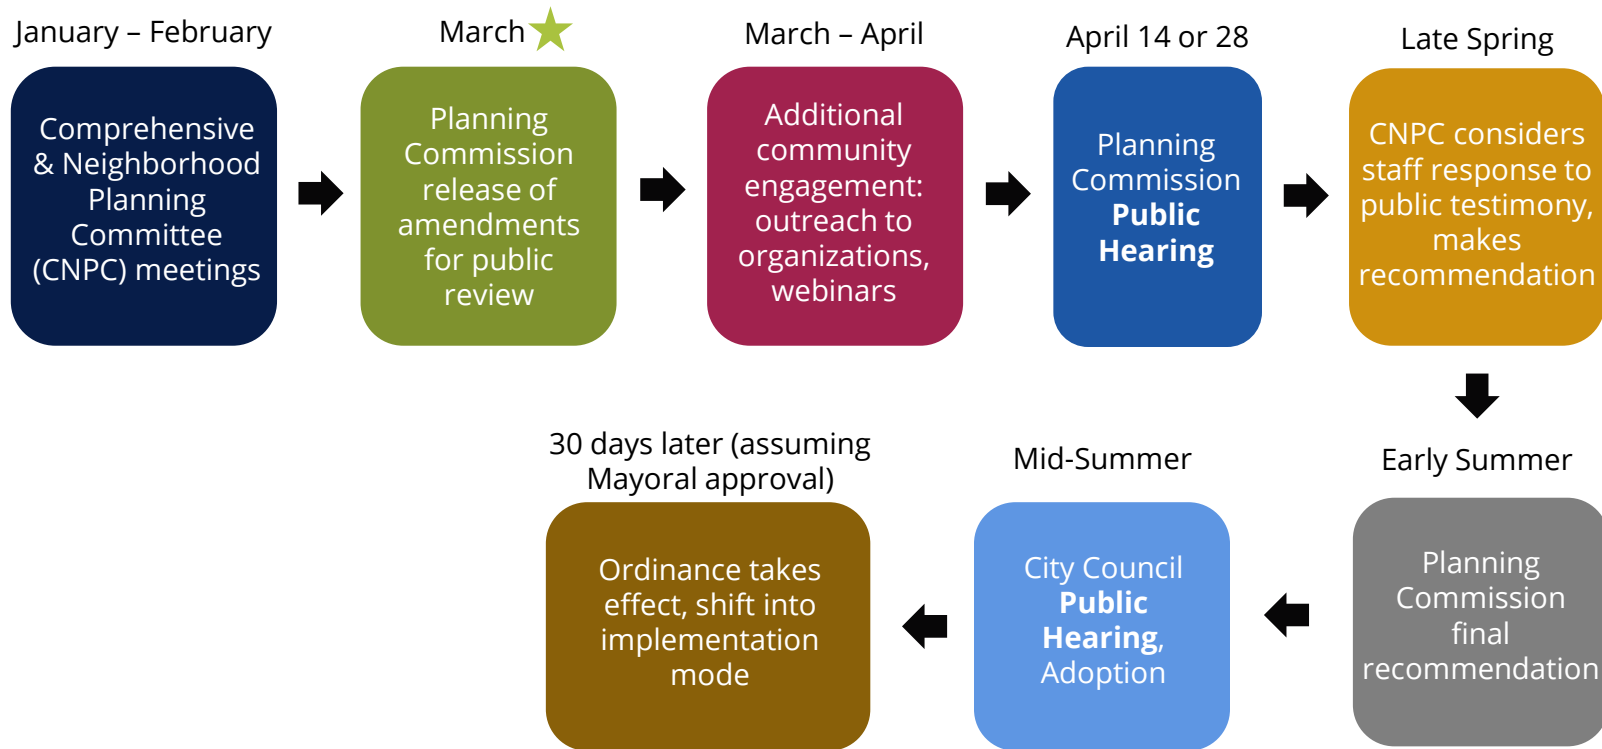 January – February
Comprehensive
& Neighborhood
Planning
Committee
(CNPC) meetings
March
Planning
Commission
release of
amendments
for public
review
March – April
Additional
community
engagement:
outreach to
organizations,
webinars
April 14 or 28
Planning
Commission
Public
Hearing
Late Spring
CNPC considers
staff response to
public testimony,
makes
recommendation
Early Summer
Planning
Commission
final
recommendation
Mid-Summer
City Council
Public
Hearing,
Adoption
30 days later (assuming
Mayoral approval)
Ordinance takes
effect, shift into
implementation
mode